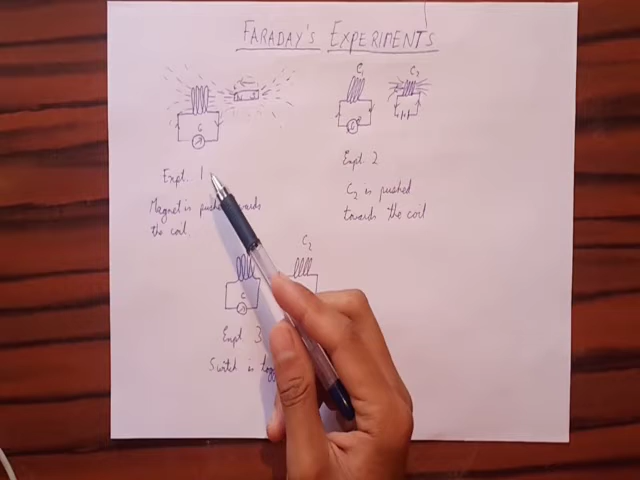 FARADAY'S EXPERIMENTS
C₁ C₂
G
G
Expt. 1
Expt. 2
Magnet is pushed towards
the coil.
C₂ is pushed
towards the coil
C₂
G
Expt. 3
Switch is